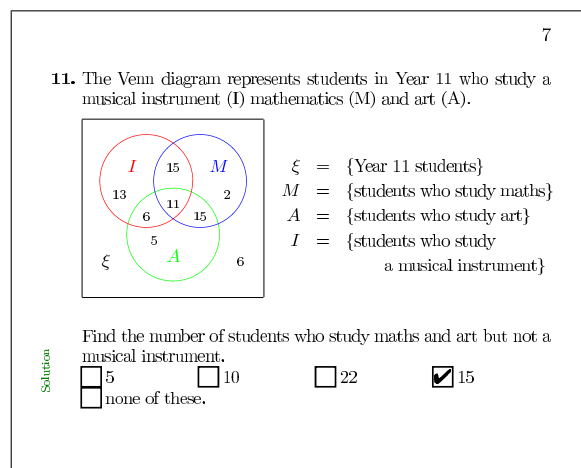 7
11. The Venn diagram represents students in Year 11 who study a
musical instrument (I) mathematics (M) and art (A).
I 15 M
13 2
11
6 15
5 A
ξ 6
ξ = {Year 11 students}
M = {students who study maths}
A = {students who study art}
I = {students who study
a musical instrument}
Find the number of students who study maths and art but not a
musical instrument.
Solution
5 10 22 ✔ 15
none of these.